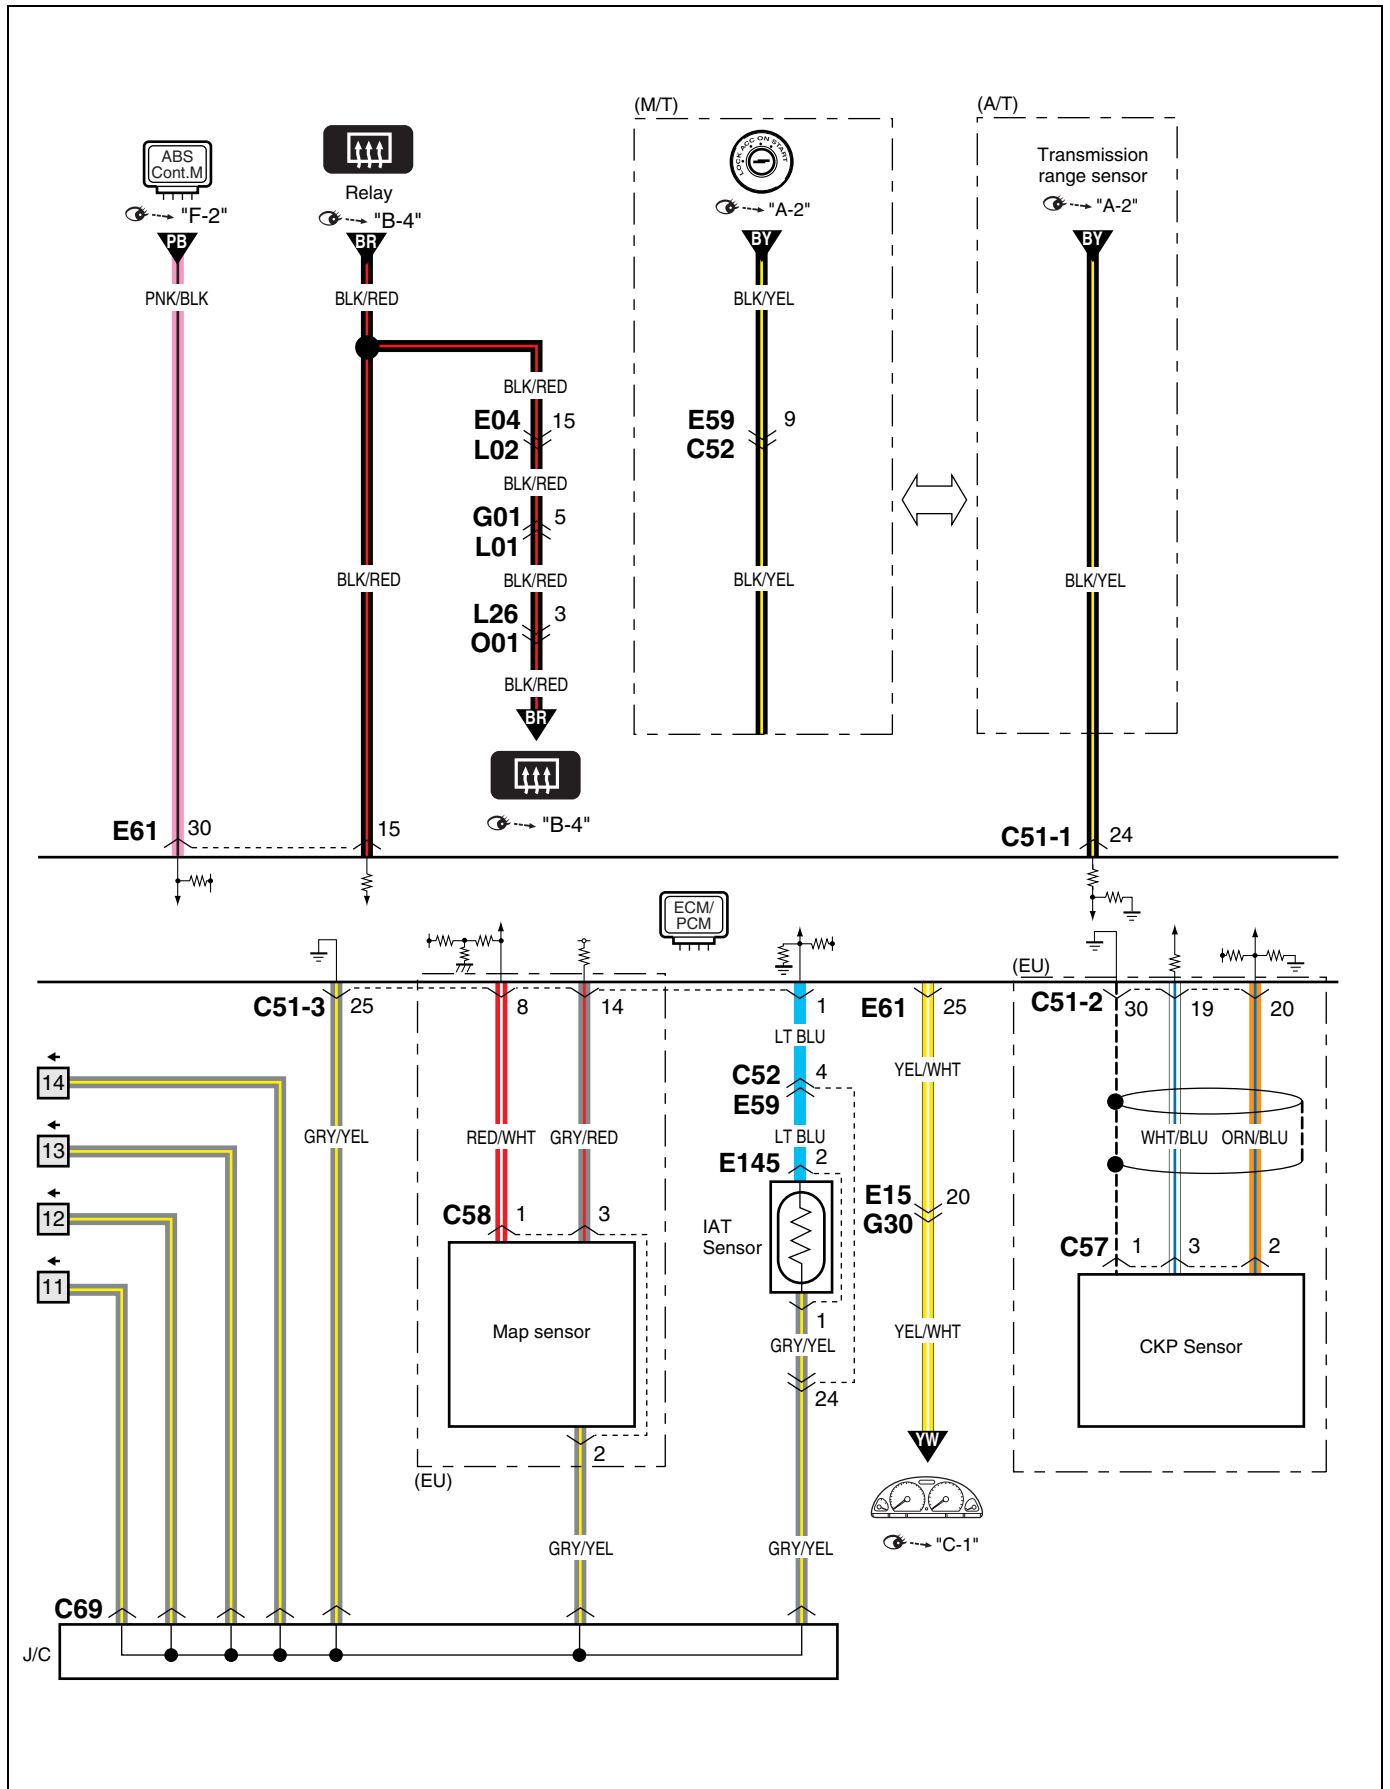 (M/T)
(A/T)
ABS
Cont.M
LOCK ACC ON START
Transmission
range sensor
Relay
"F-2"
"B-4"
"A-2"
"A-2"
PB
BR
BY
BY
PNK/BLK
BLK/RED
BLK/YEL
BLK/RED
E04 15
L02
E59 9
C52
BLK/RED
G01 5
L01
BLK/RED
BLK/RED
BLK/YEL
BLK/YEL
L26 3
O01
BLK/RED
BR
"B-4"
E61 30
15
C51-1 24
ECM/
PCM
(EU)
C51-3 25
8
14
1
E61 25
C51-2 30
19
20
LT BLU
C52 4
E59
YEL/WHT
14
13
12
11
GRY/YEL
RED/WHT
GRY/RED
LT BLU
WHT/BLU
ORN/BLU
E145 2
E15 20
G30
C58 1
3
IAT
Sensor
C57 1
3
2
Map sensor
1
GRY/YEL
YEL/WHT
CKP Sensor
24
2
(EU)
YW
"C-1"
GRY/YEL
GRY/YEL
C69
J/C